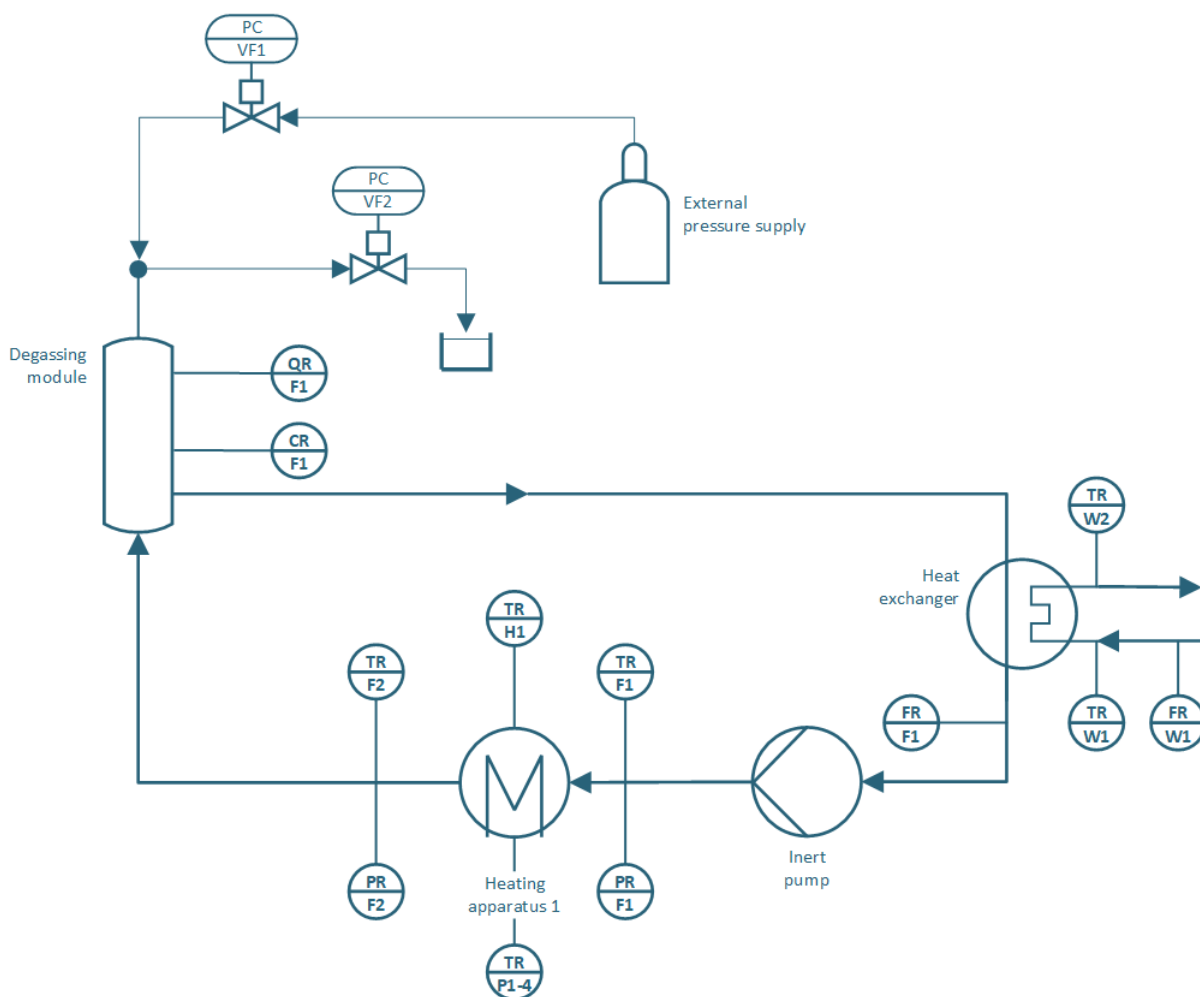 PC
VF1
PC
VF2
External
pressure supply
Degassing
module
QR
F1
CR
F1
TR
W2
Heat
exchanger
TR
H1
TR
F2
TR
F1
FR
F1
TR
W1
FR
W1
Inert
pump
PR
F2
Heating
apparatus 1
PR
F1
TR
P1-4